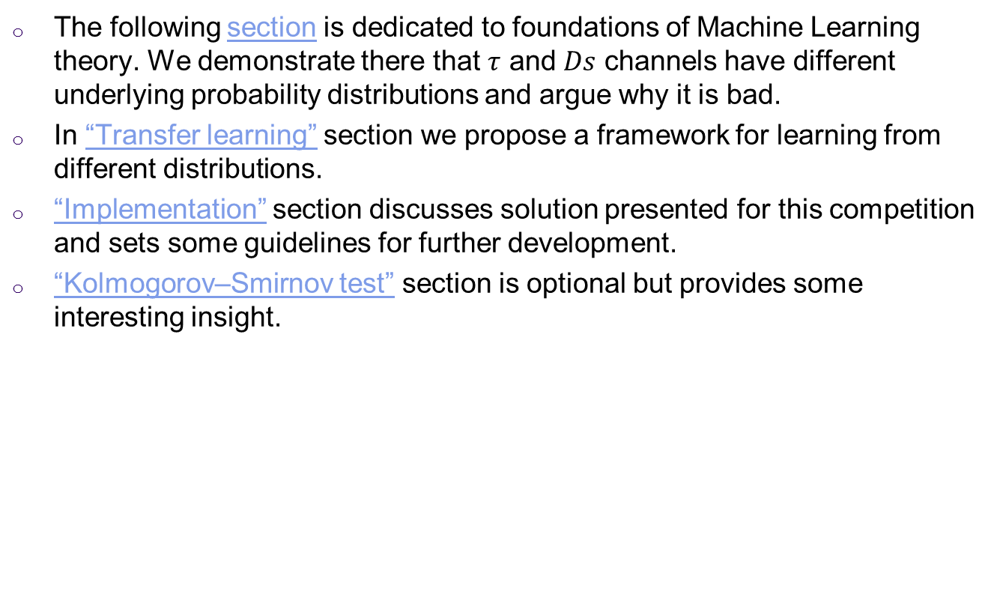 ○ The following section is dedicated to foundations of Machine Learning
theory. We demonstrate there that τ and Ds channels have different
underlying probability distributions and argue why it is bad.
○ In “Transfer learning” section we propose a framework for learning from
different distributions.
○ “Implementation” section discusses solution presented for this competition
and sets some guidelines for further development.
○ “Kolmogorov–Smirnov test” section is optional but provides some
interesting insight.